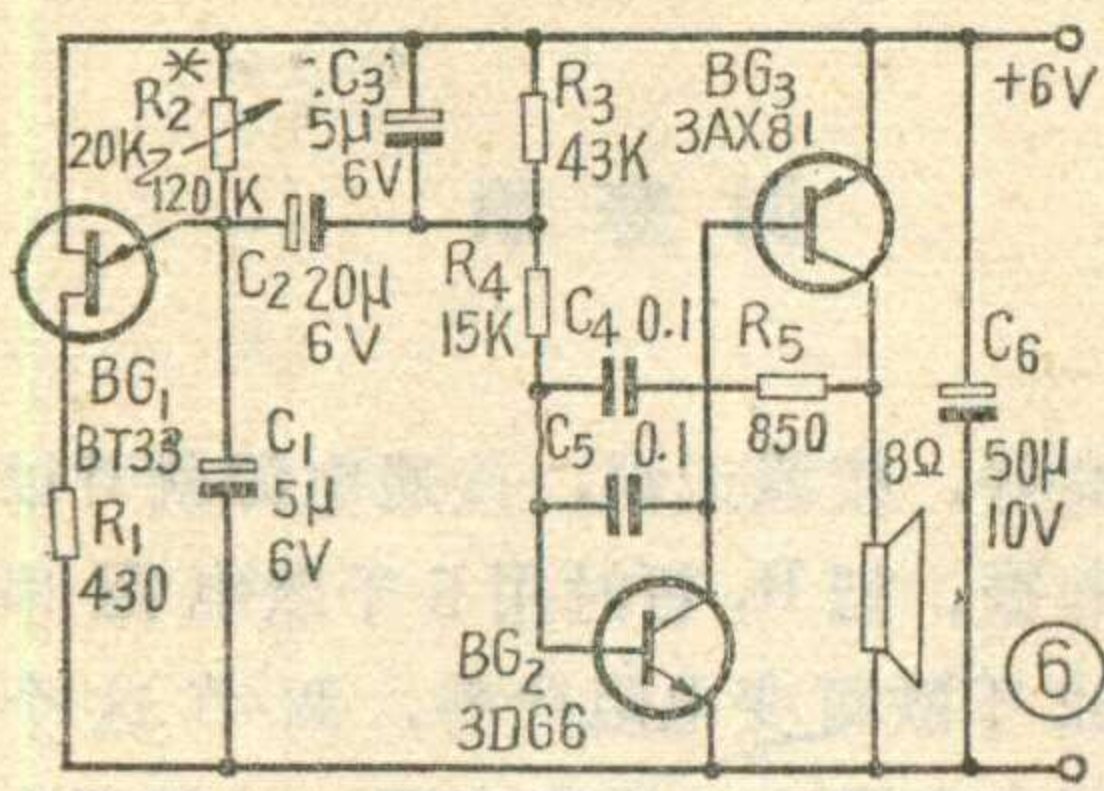 R2 *
20K~
120K
C3
5μ
6V
R3
43K
BG3
3AX81
+6V
C2 20μ
6V
R4
15K
C4 0.1
R5
850
C5 0.1
BG1
BT33
R1
430
C1
5μ
6V
8Ω
C6
50μ
10V
BG2
3DG6
6